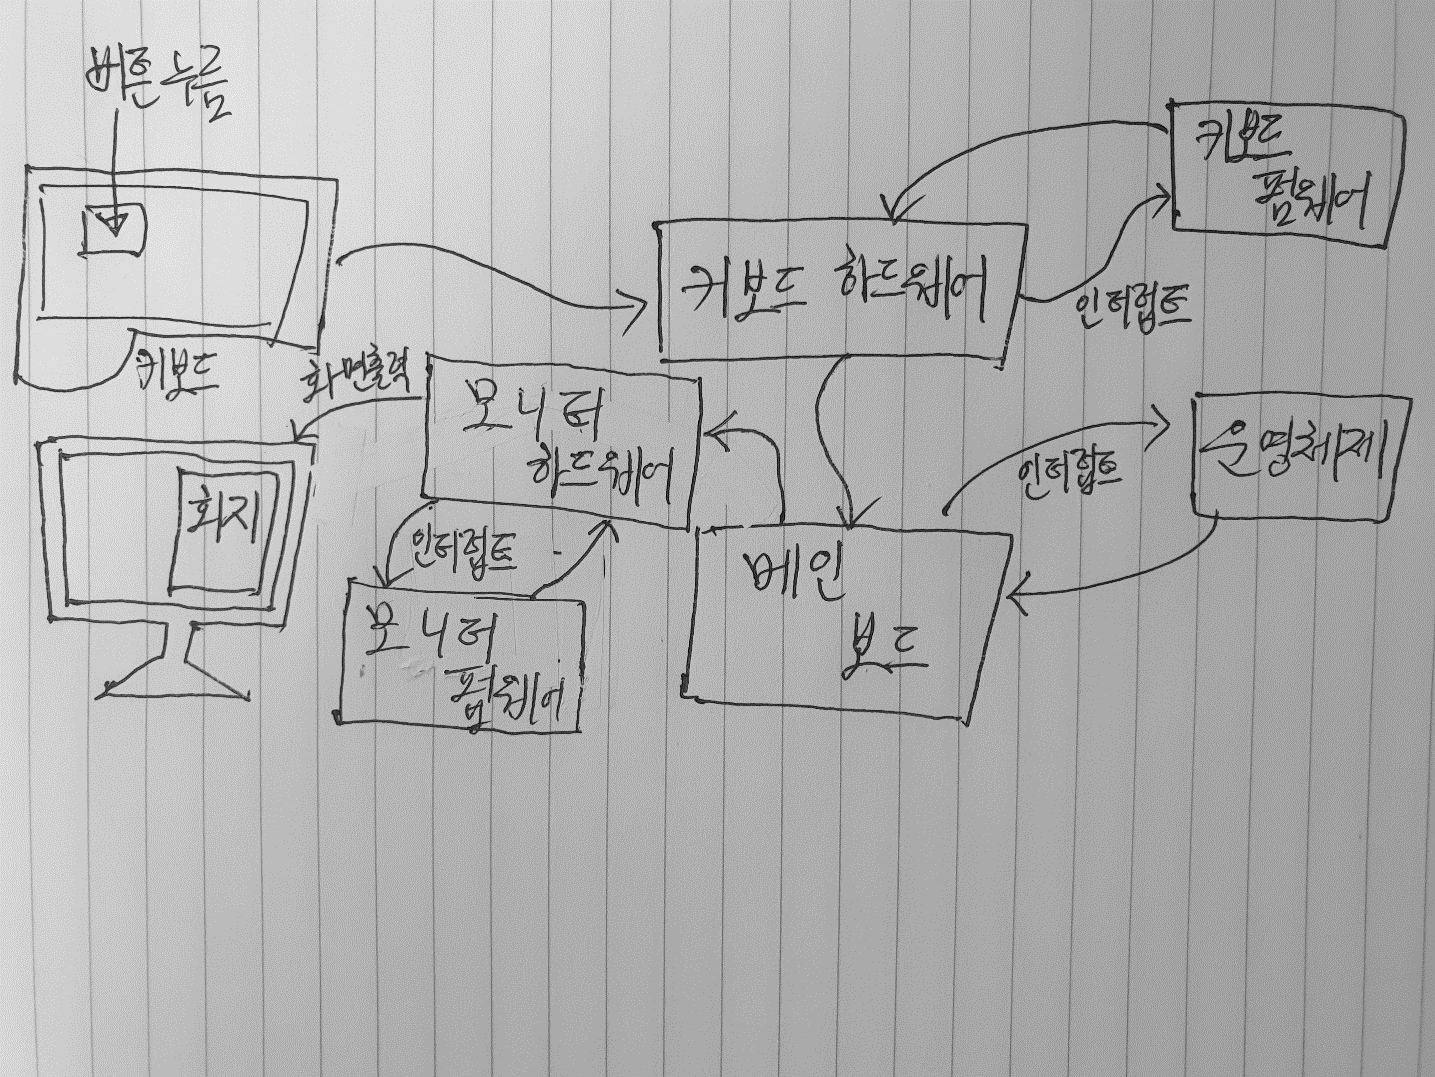 버튼 누름
키보드
키보드
펌웨어
키보드 하드웨어
인터럽트
화면출력
모니터
하드웨어
운영체제
인터럽트
화지
인터럽트
메인
보드
모니터
펌웨어